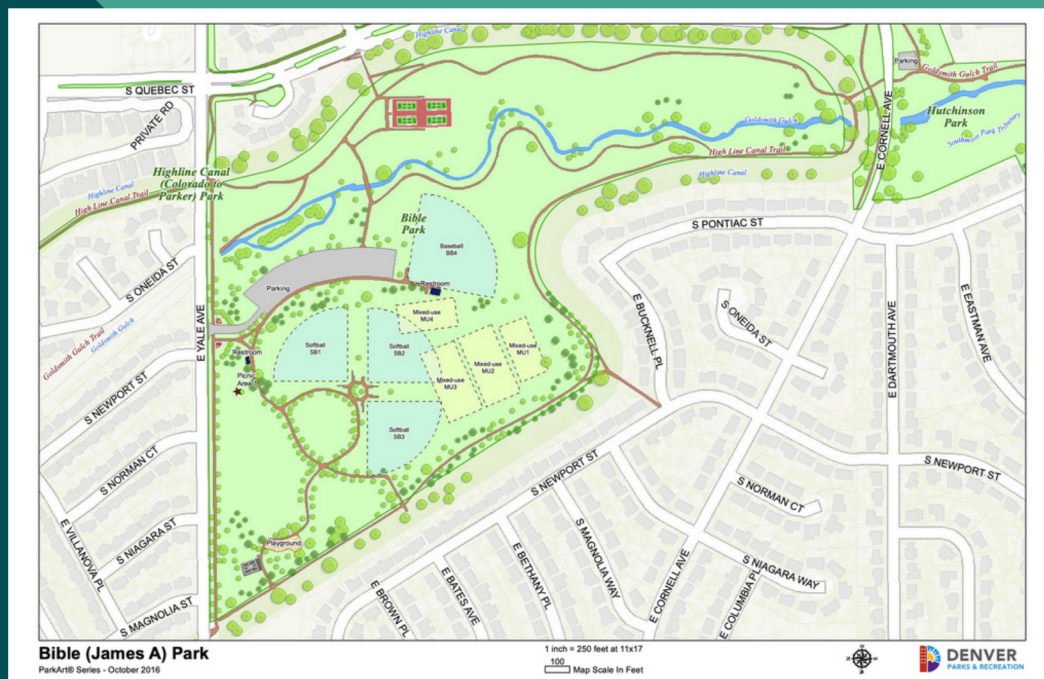 Highline Canal
S QUEBEC ST
PRIVATE RD
Parking
Goldsmith Gulch Trail
Hutchinson
Park
Goldsmith Gulch
Southmoor Park Tributary
E CORNELL AVE
High Line Canal Trail
Highline Canal
Highline Canal
(Colorado to
Parker) Park
Highline Canal
High Line Canal Trail
Bible
Park
S PONTIAC ST
Baseball
BB4
S ONEIDA ST
Parking
Restroom
E YALE AVE
Goldsmith Gulch Trail
Goldsmith Gulch
Mixed-use
MU4
Softball
SB1
Softball
SB2
Mixed-use
MU1
Mixed-use
MU2
Mixed-use
MU3
Restroom
Picnic
Area
E BUCKNELL PL
S ONEIDA ST
E DARTMOUTH AVE
E EASTMAN AVE
S NEWPORT ST
Softball
SB3
S NORMAN CT
S NEWPORT ST
S NEWPORT ST
S NORMAN CT
E VILLANOVA PL
S NIAGARA ST
Playground
S MAGNOLIA WAY
S NIAGARA WAY
E BETHANY PL
E BATES AVE
E BROWN PL
E CORNELL AVE
E COLUMBIA PL
S MAGNOLIA ST
Bible (James A) Park
ParkArt® Series - October 2016
1 inch = 250 feet at 11x17
100
Map Scale In Feet
DENVER
PARKS & RECREATION